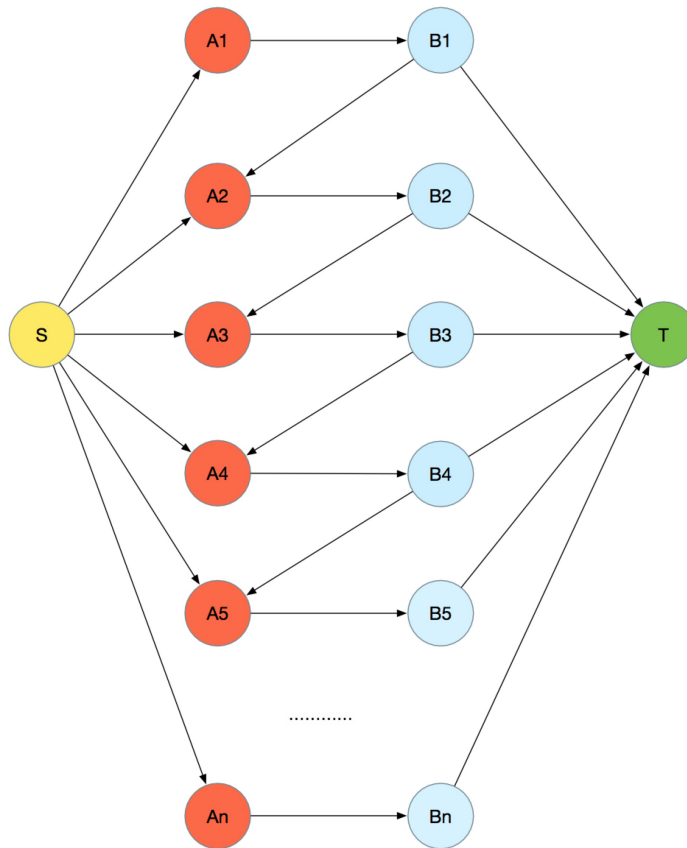 A1 B1
A2 B2
S A3 B3 T
A4 B4
A5 B5
............
An Bn